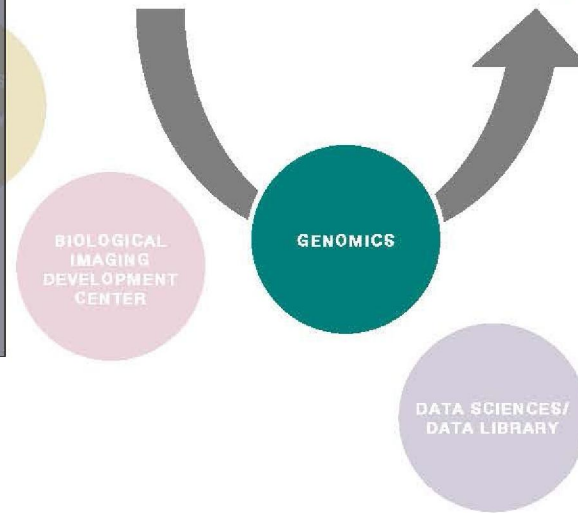 BIOLOGICAL
IMAGING
DEVELOPMENT
CENTER
GENOMICS
DATA SCIENCES/
DATA LIBRARY